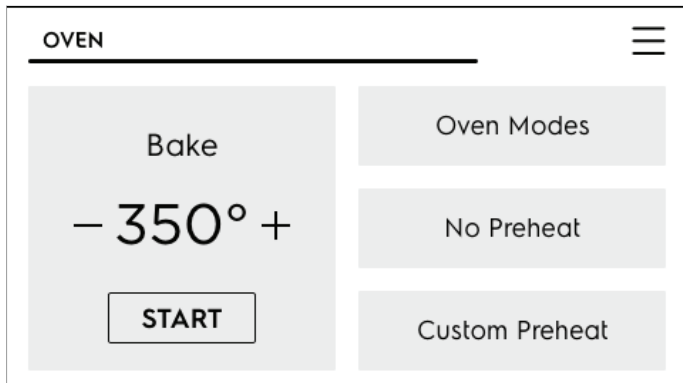 OVEN
Bake
− 350° +
START
Oven Modes
No Preheat
Custom Preheat